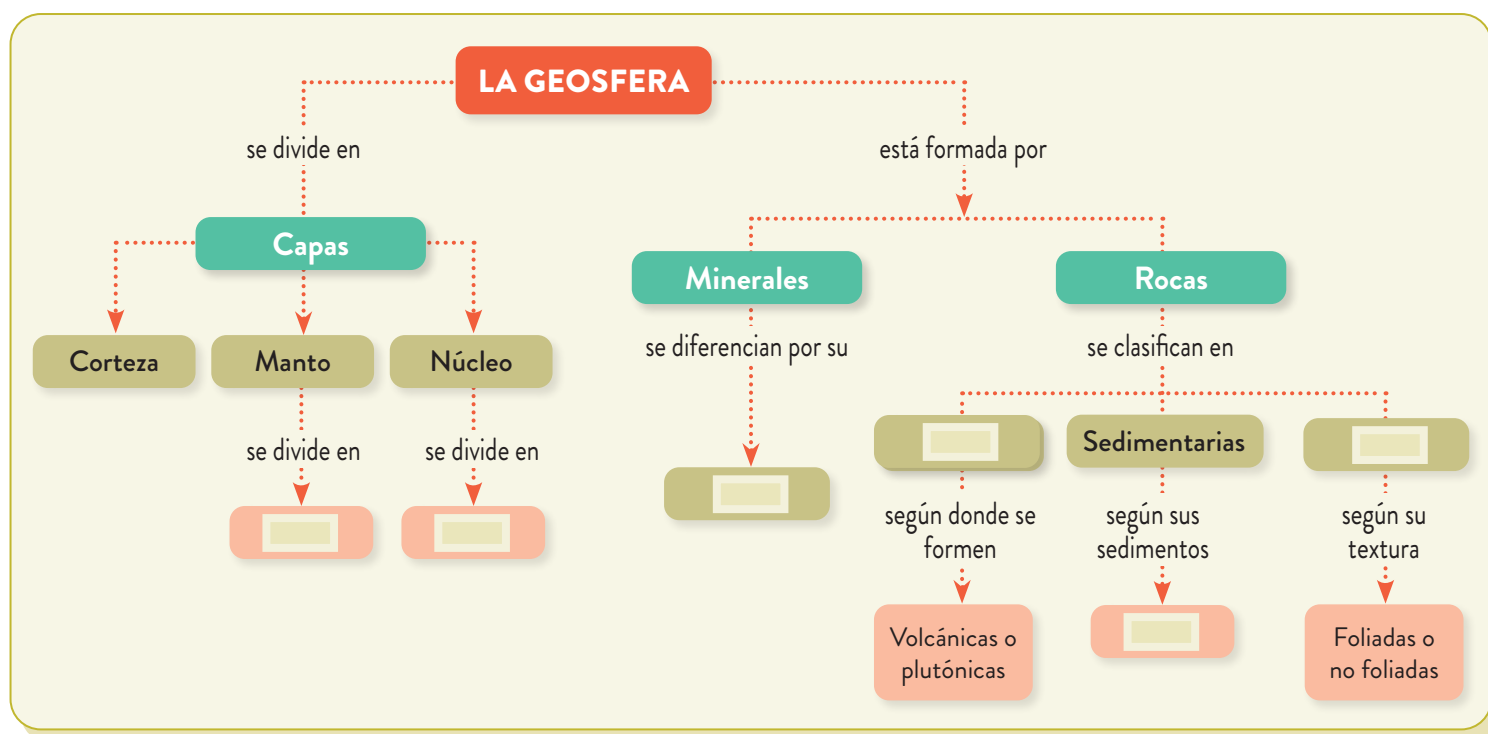 LA GEOSFERA
se divide en
está formada por
Capas
Minerales
Rocas
Corteza
Manto
Núcleo
se diferencian por su
se clasifican en
se divide en
se divide en
Sedimentarias
según donde se
formen
según sus
sedimentos
según su
textura
Volcánicas o
plutónicas
Foliadas o
no foliadas